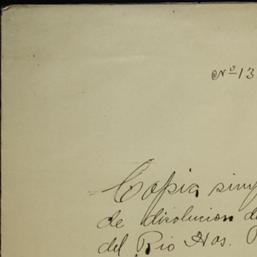 Nº 13
Copia simp
de disolucion d
del Rio Hos.